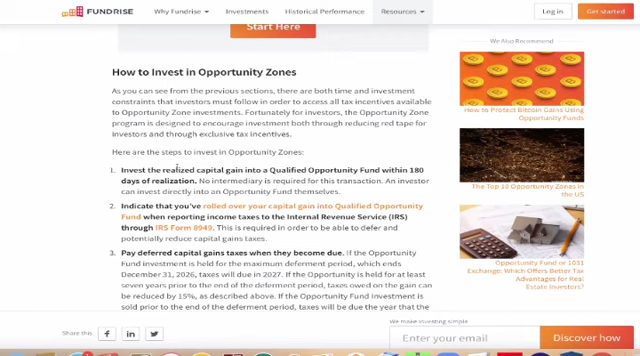 FUNDRISE
Why Fundrise
Investments
Historical Performance
Resources
Log in
Get started
Start Here
How to Invest in Opportunity Zones
As you can see from the previous sections, there are both time and investment
constraints that investors must follow in order to access all tax incentives available
to Opportunity Zone investments. Fortunately for investors, the Opportunity Zone
program is designed to encourage investment both through reducing red tape for
investors and through exclusive tax incentives.
Here are the steps to invest in Opportunity Zones:
1. Invest the realized capital gain into a Qualified Opportunity Fund within 180
days of realization. No intermediary is required for this transaction. An investor
can invest directly into an Opportunity Fund themselves.
2. Indicate that you've rolled over your capital gain into Qualified Opportunity
Fund when reporting income taxes to the Internal Revenue Service (IRS)
through IRS Form 8949. This is required in order to be able to defer and
potentially reduce capital gains taxes.
3. Pay deferred capital gains taxes when they become due. If the Opportunity
Fund investment is held for the maximum deferment period, which ends
December 31, 2026, taxes will due in 2027. If the Opportunity is held for at least
seven years prior to the end of the deferment period, taxes owed on the gain can
be reduced by 15%, as described above. If the Opportunity Fund investment is
sold prior to the end of the deferment period, taxes will due the year that the
We Also Recommend
How to Protect Bitcoin Gains Using
Opportunity Funds
The Top 10 Opportunity Zones in
the US
Opportunity Fund or 1031
Exchange: Which Offers Better Tax
Advantages for Real
Estate Investors?
Share this
We make investing simple
Enter your email
Discover how